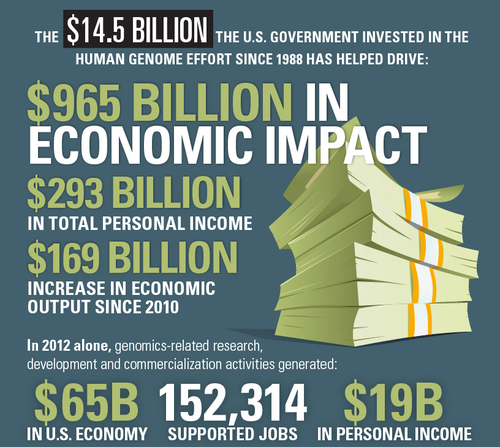 THE $14.5 BILLION THE U.S. GOVERNMENT INVESTED IN THE
HUMAN GENOME EFFORT SINCE 1988 HAS HELPED DRIVE:
$965 BILLION IN
ECONOMIC IMPACT
$293 BILLION
IN TOTAL PERSONAL INCOME
$169 BILLION
INCREASE IN ECONOMIC
OUTPUT SINCE 2010
In 2012 alone, genomics-related research,
development and commercialization activities generated:
$65B 152,314 $19B
IN U.S. ECONOMY SUPPORTED JOBS IN PERSONAL INCOME